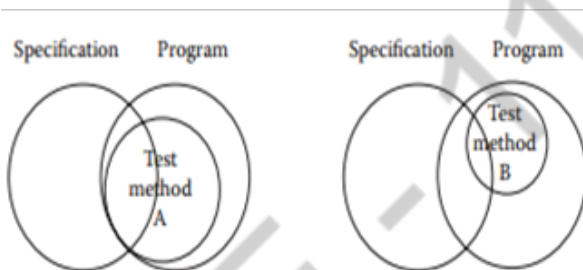 Specification Program
Test
method
A
Specification Program
Test
method
B